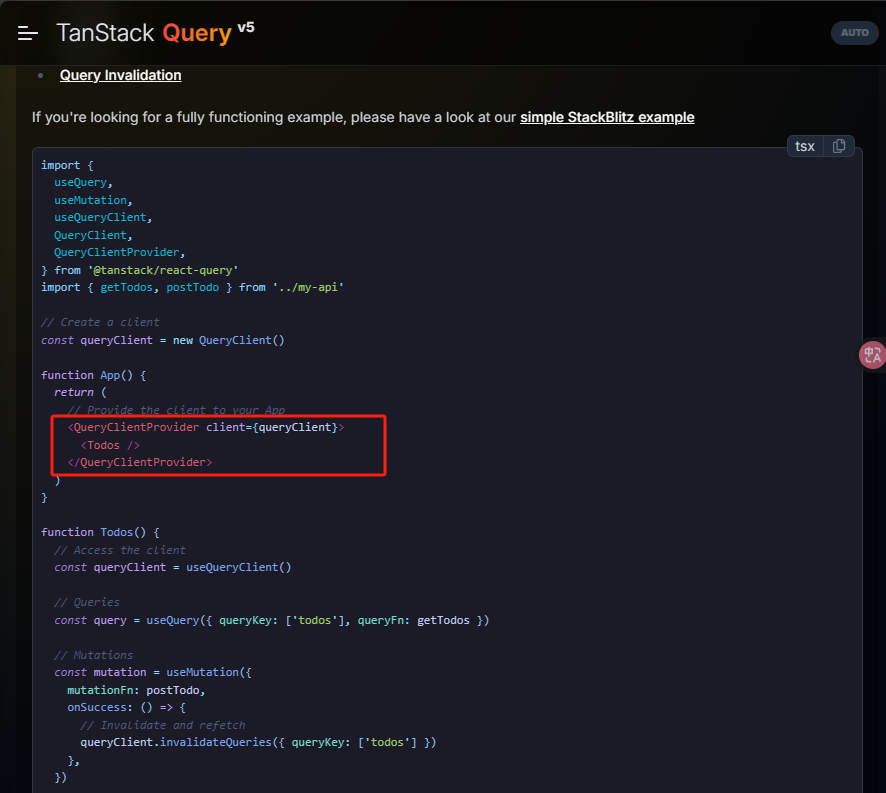 TanStack Query v5
AUTO
Query Invalidation
If you're looking for a fully functioning example, please have a look at our simple StackBlitz example
tsx
import {
  useQuery,
  useMutation,
  useQueryClient,
  QueryClient,
  QueryClientProvider,
} from '@tanstack/react-query'
import { getTodos, postTodo } from '../my-api'
// Create a client
const queryClient = new QueryClient()
function App() {
  return (
    // Provide the client to your App
    <QueryClientProvider client={queryClient}>
      <Todos />
    </QueryClientProvider>
  )
}
function Todos() {
  // Access the client
  const queryClient = useQueryClient()
  // Queries
  const query = useQuery({ queryKey: ['todos'], queryFn: getTodos })
  // Mutations
  const mutation = useMutation({
    mutationFn: postTodo,
    onSuccess: () => {
      // Invalidate and refetch
      queryClient.invalidateQueries({ queryKey: ['todos'] })
    },
  })
中A